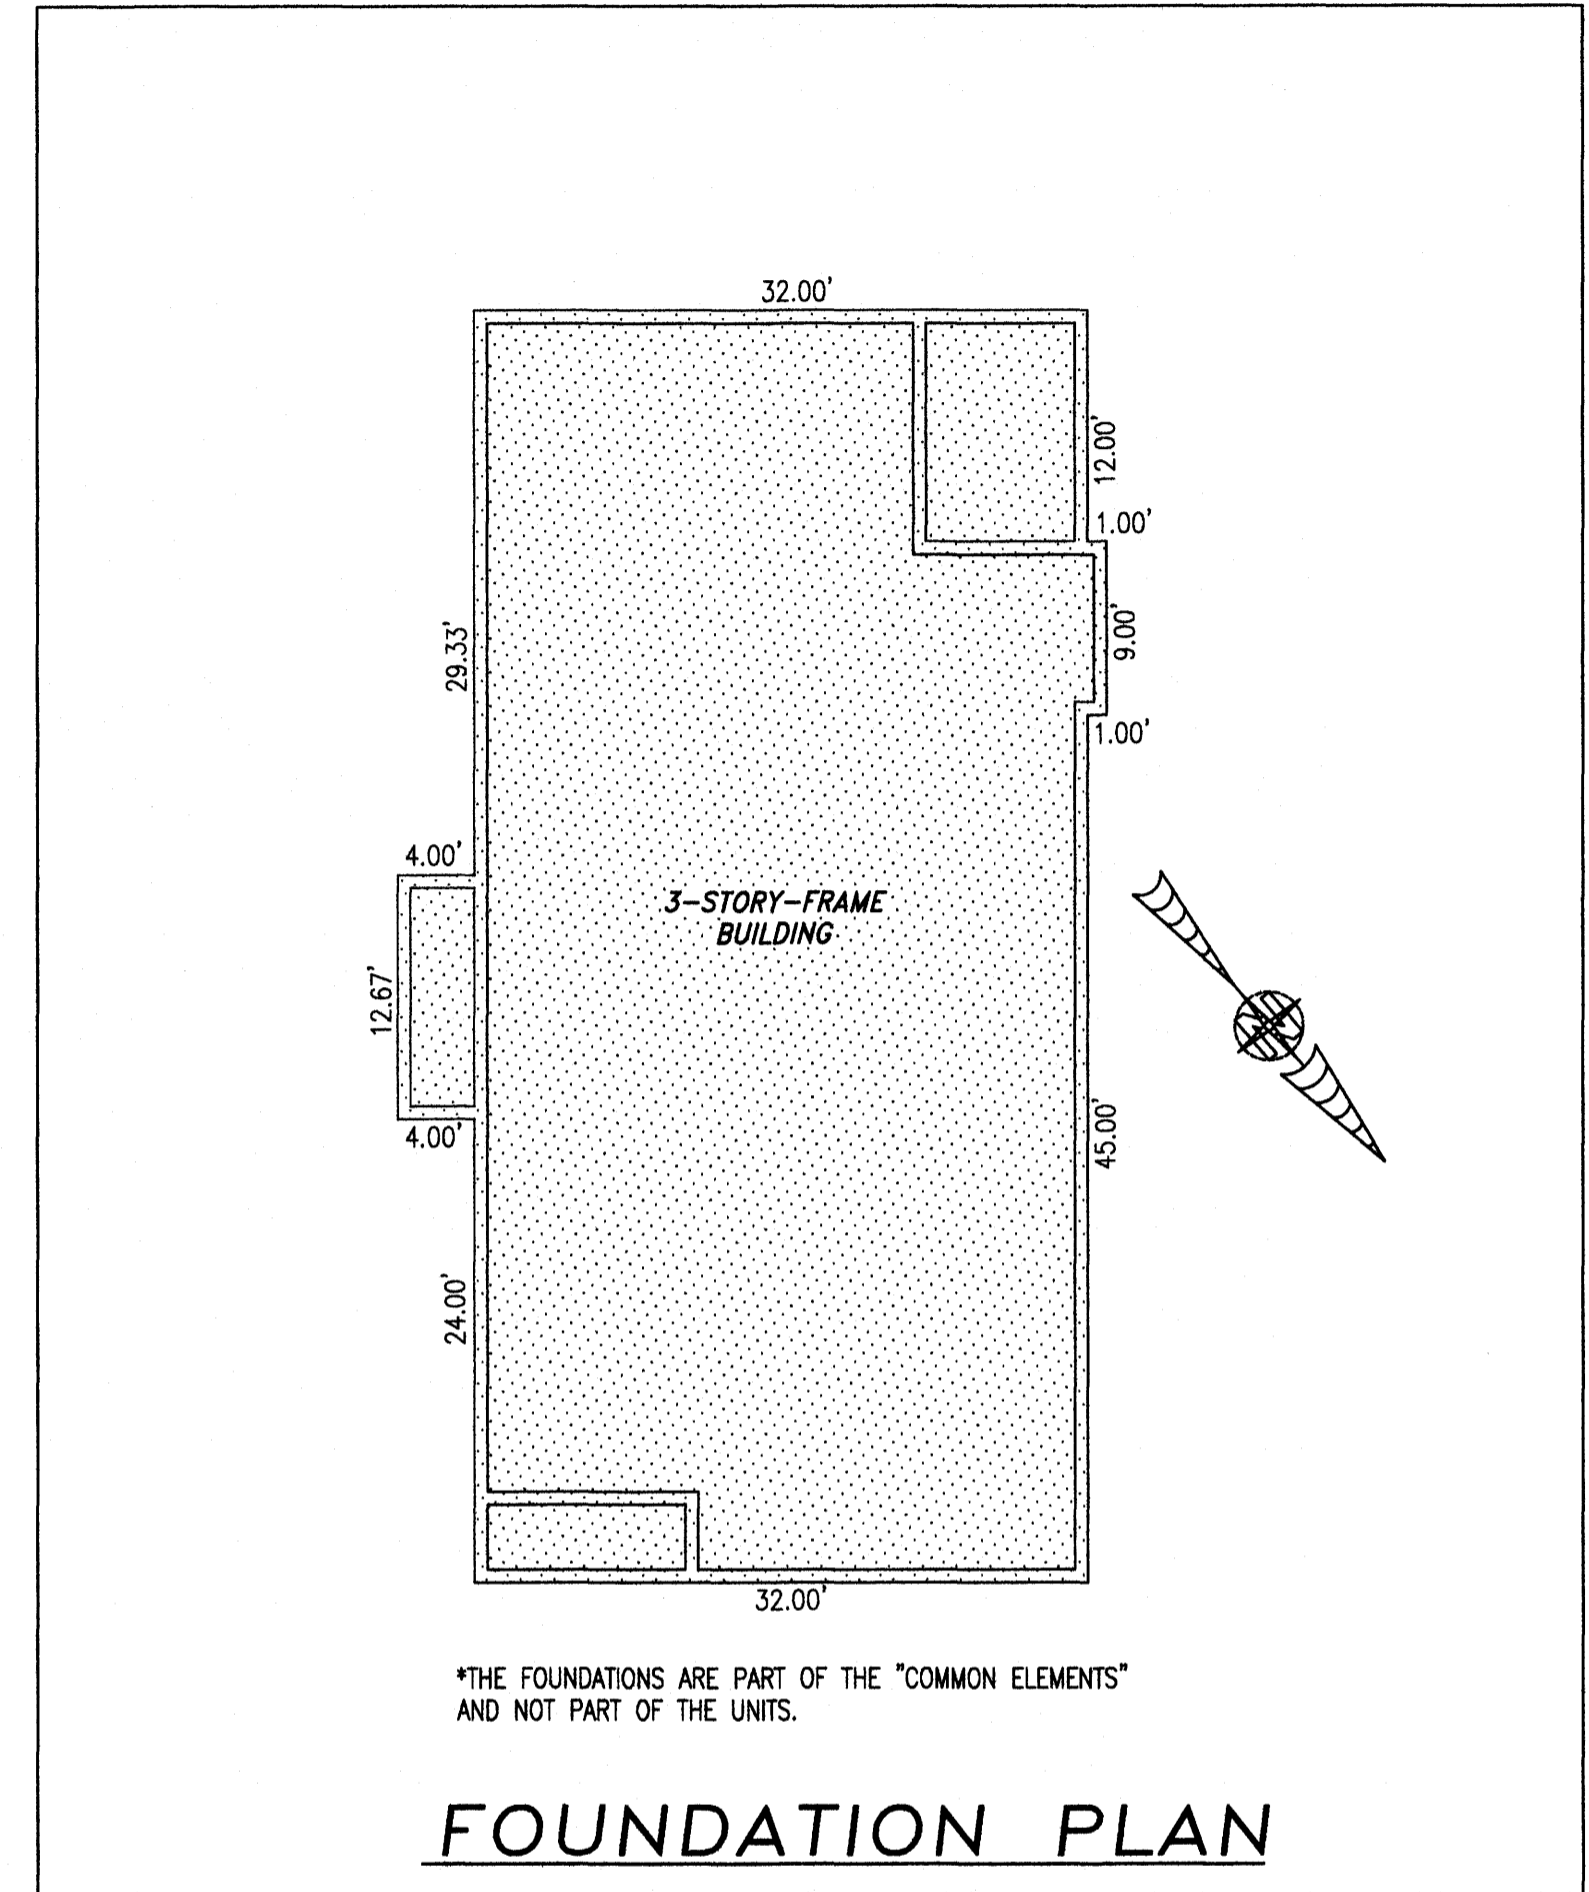 32.00'
12.00'
1.00'
9.00'
29.33'
1.00'
4.00'
3-STORY-FRAME
BUILDING
12.67'
4.00'
45.00'
24.00'
32.00'
*THE FOUNDATIONS ARE PART OF THE "COMMON ELEMENTS"
AND NOT PART OF THE UNITS.
FOUNDATION PLAN